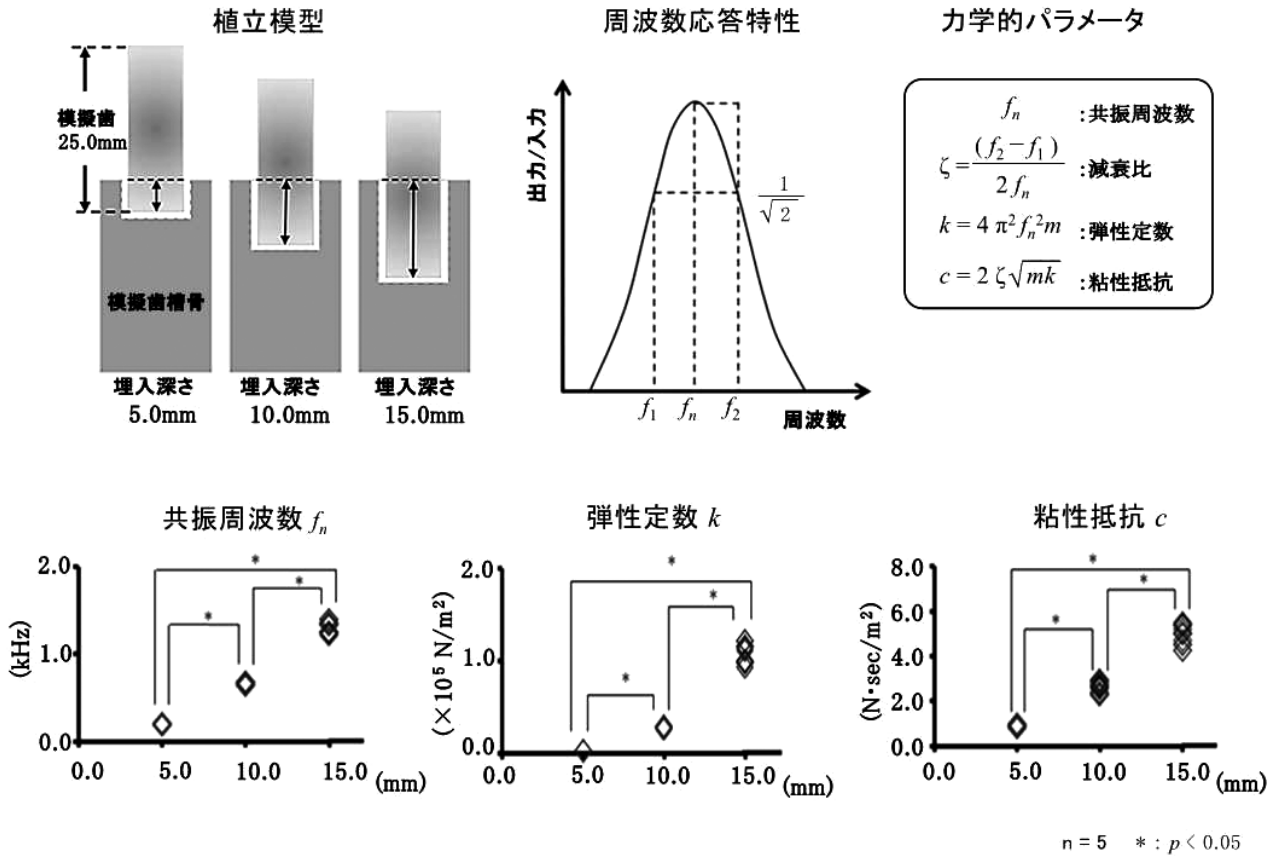 植立模型
模擬歯
25.0mm
模擬歯槽骨
埋入深さ
5.0mm
埋入深さ
10.0mm
埋入深さ
15.0mm
周波数応答特性
出力/入力
1/√2
f₁ fₙ f₂
周波数
力学的パラメータ
fₙ :共振周波数
ζ = (f₂ − f₁) / 2fₙ :減衰比
k = 4π²fₙ²m :弾性定数
c = 2ζ√mk :粘性抵抗
共振周波数 fₙ
(kHz)
2.0
1.0
0.0
* * *
0.0 5.0 10.0 15.0 (mm)
弾性定数 k
(×10⁵ N/m²)
2.0
1.0
0.0
* * *
0.0 5.0 10.0 15.0 (mm)
粘性抵抗 c
(N・sec/m²)
8.0
6.0
4.0
2.0
0.0
* * *
0.0 5.0 10.0 15.0 (mm)
n = 5 * : p < 0.05